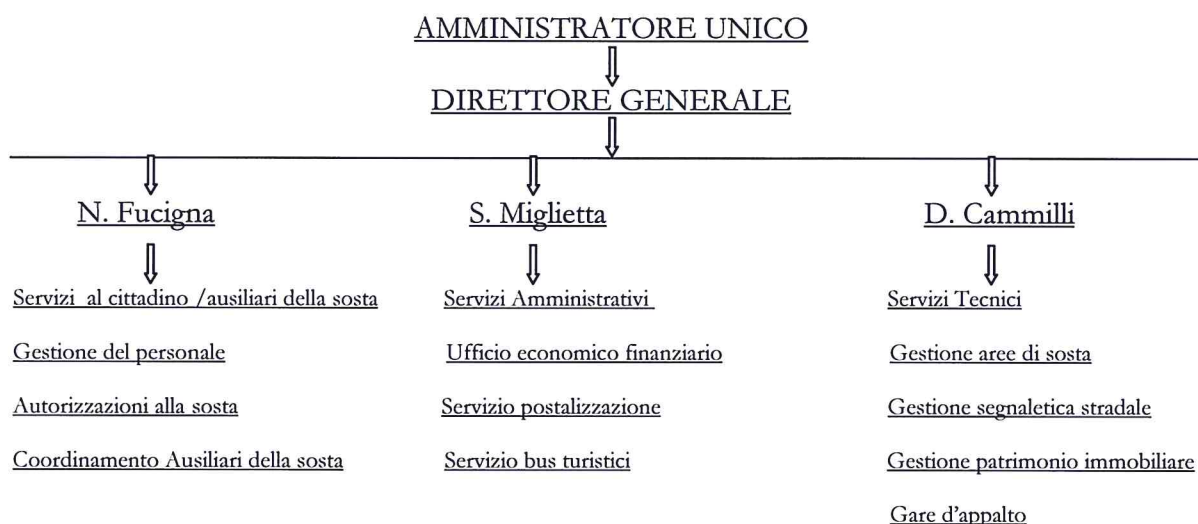 AMMINISTRATORE UNICO
DIRETTORE GENERALE
N. Fucigna
Servizi al cittadino /ausiliari della sosta
Gestione del personale
Autorizzazioni alla sosta
Coordinamento Ausiliari della sosta
S. Miglietta
Servizi Amministrativi
Ufficio economico finanziario
Servizio postalizzazione
Servizio bus turistici
D. Cammilli
Servizi Tecnici
Gestione aree di sosta
Gestione segnaletica stradale
Gestione patrimonio immobiliare
Gare d'appalto